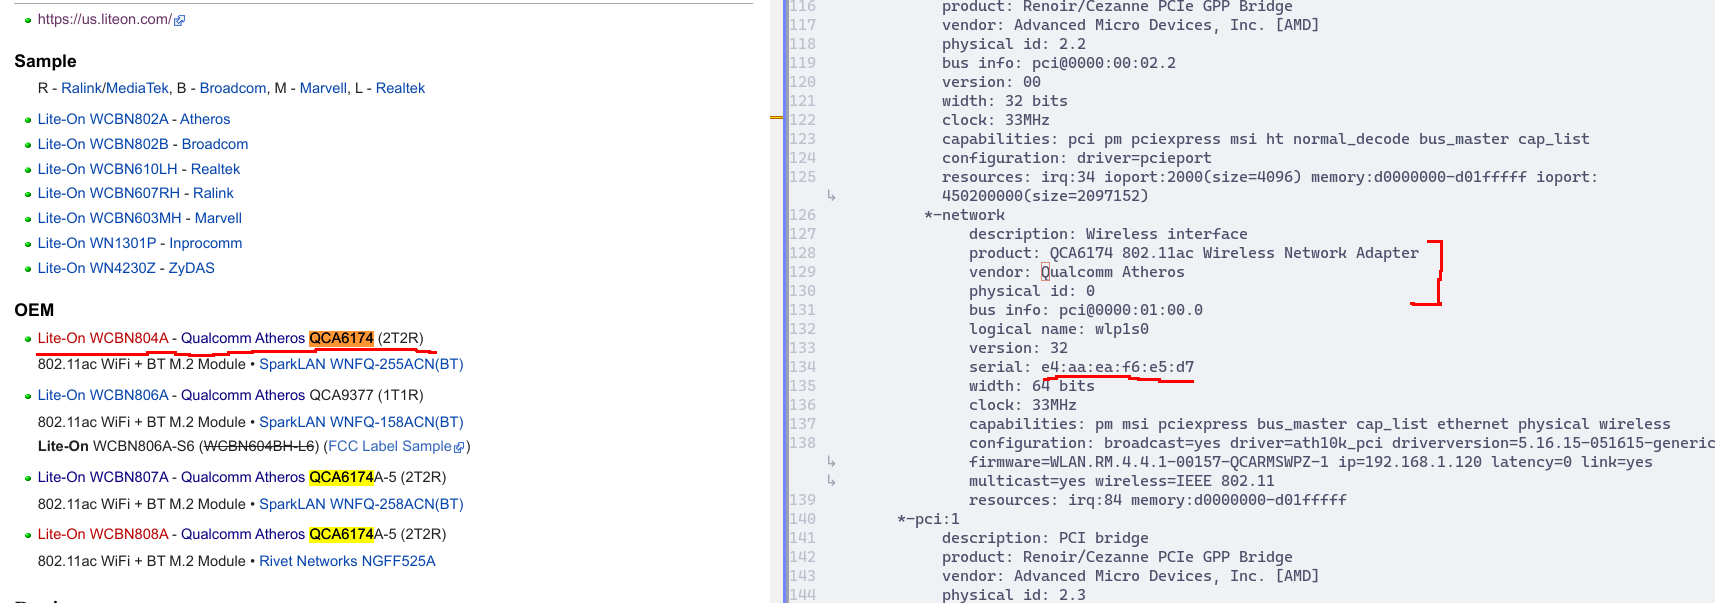 https://us.liteon.com/
Sample
R - Ralink/MediaTek, B - Broadcom, M - Marvell, L - Realtek
Lite-On WCBN802A - Atheros
Lite-On WCBN802B - Broadcom
Lite-On WCBN610LH - Realtek
Lite-On WCBN607RH - Ralink
Lite-On WCBN603MH - Marvell
Lite-On WN1301P - Inprocomm
Lite-On WN4230Z - ZyDAS
OEM
Lite-On WCBN804A - Qualcomm Atheros QCA6174 (2T2R)
802.11ac WiFi + BT M.2 Module • SparkLAN WNFQ-255ACN(BT)
Lite-On WCBN806A - Qualcomm Atheros QCA9377 (1T1R)
802.11ac WiFi + BT M.2 Module • SparkLAN WNFQ-158ACN(BT)
Lite-On WCBN806A-S6 (WCBN604BH-L6) (FCC Label Sample)
Lite-On WCBN807A - Qualcomm Atheros QCA6174A-5 (2T2R)
802.11ac WiFi + BT M.2 Module • SparkLAN WNFQ-258ACN(BT)
Lite-On WCBN808A - Qualcomm Atheros QCA6174A-5 (2T2R)
802.11ac WiFi + BT M.2 Module • Rivet Networks NGFF525A
116 product: Renoir/Cezanne PCIe GPP Bridge
117 vendor: Advanced Micro Devices, Inc. [AMD]
118 physical id: 2.2
119 bus info: pci@0000:00:02.2
120 version: 00
121 width: 32 bits
122 clock: 33MHz
123 capabilities: pci pm pciexpress msi ht normal_decode bus_master cap_list
124 configuration: driver=pcieport
125 resources: irq:34 ioport:2000(size=4096) memory:d0000000-d01fffff ioport:
↳ 450200000(size=2097152)
126 *-network
127 description: Wireless interface
128 product: QCA6174 802.11ac Wireless Network Adapter
129 vendor: Qualcomm Atheros
130 physical id: 0
131 bus info: pci@0000:01:00.0
132 logical name: wlp1s0
133 version: 32
134 serial: e4:aa:ea:f6:e5:d7
135 width: 64 bits
136 clock: 33MHz
137 capabilities: pm msi pciexpress bus_master cap_list ethernet physical wireless
138 configuration: broadcast=yes driver=ath10k_pci driverversion=5.16.15-051615-generic
↳ firmware=WLAN.RM.4.4.1-00157-QCARMSWPZ-1 ip=192.168.1.120 latency=0 link=yes
↳ multicast=yes wireless=IEEE 802.11
139 resources: irq:84 memory:d0000000-d01fffff
140 *-pci:1
141 description: PCI bridge
142 product: Renoir/Cezanne PCIe GPP Bridge
143 vendor: Advanced Micro Devices, Inc. [AMD]
144 physical id: 2.3